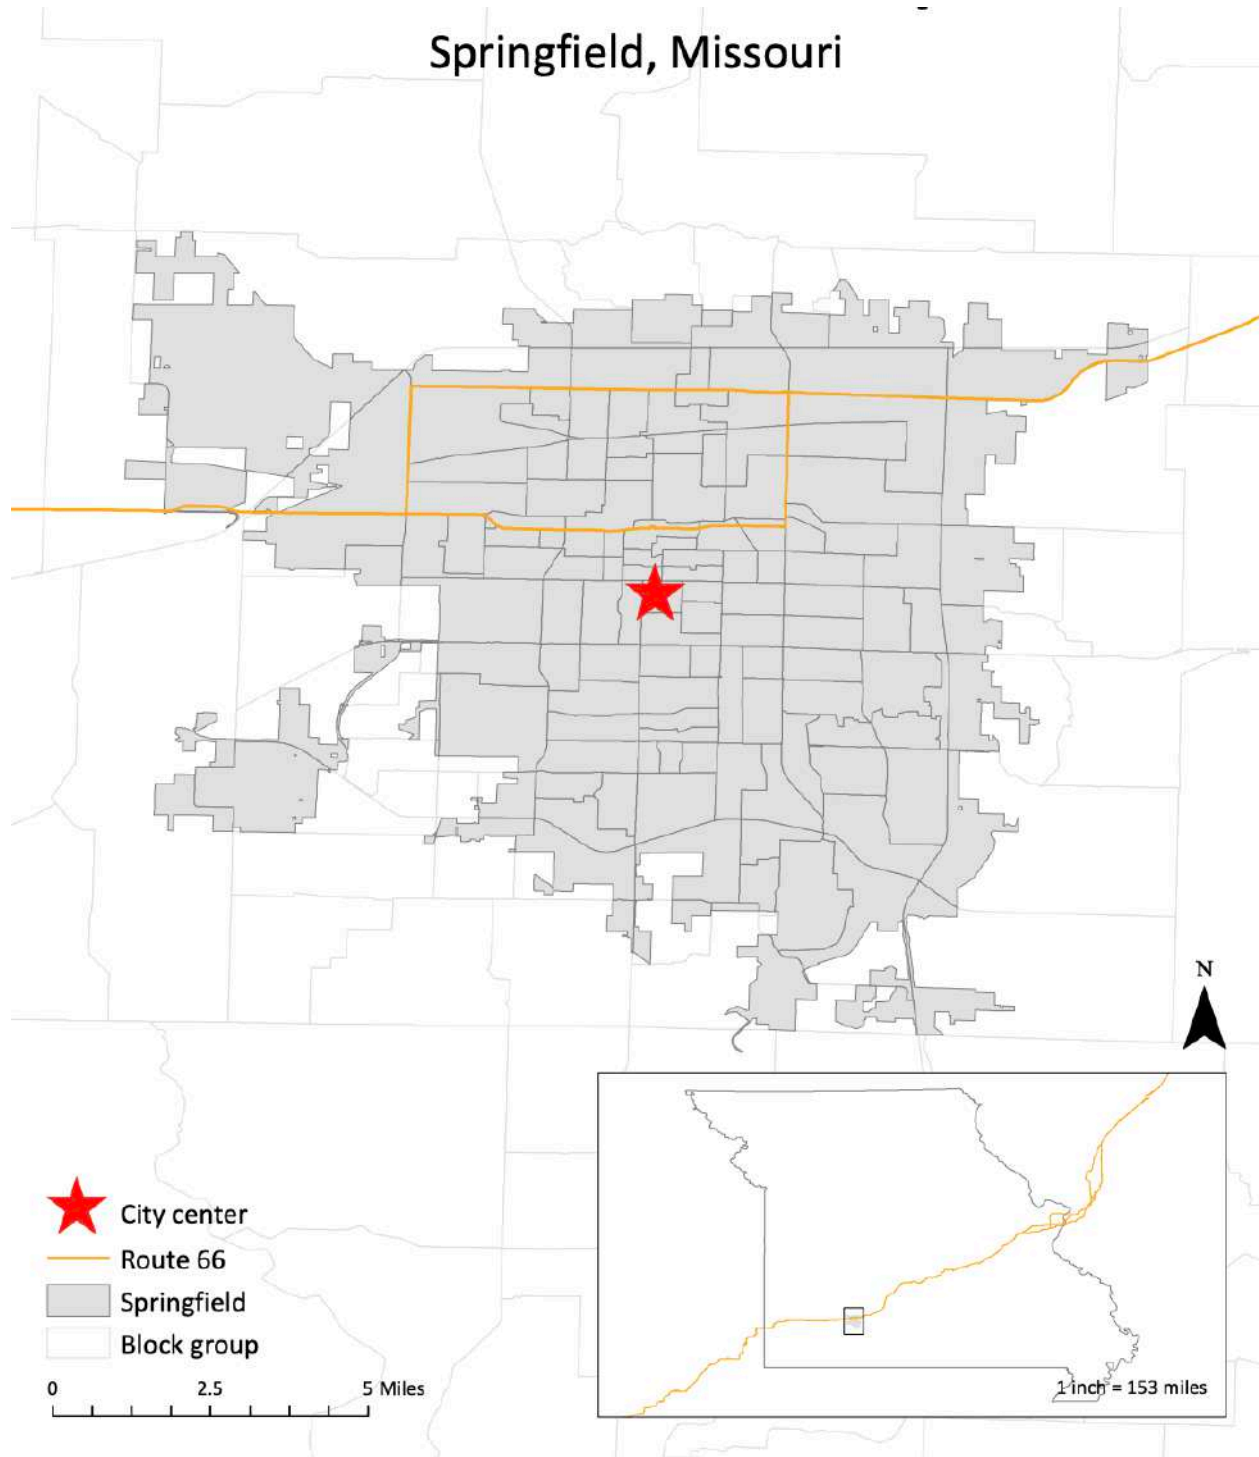 Springfield, Missouri
N
City center
Route 66
Springfield
Block group
0 2.5 5 Miles
1 inch = 153 miles